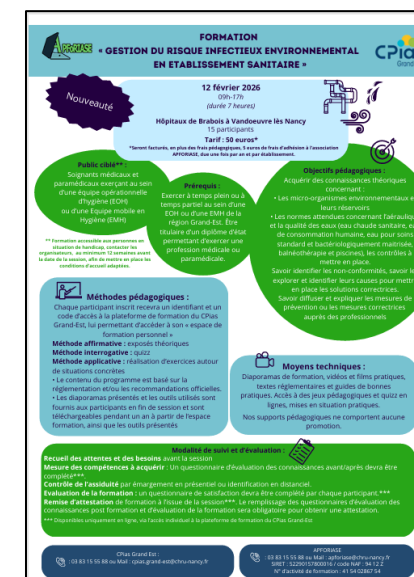 APFORIASE
FORMATION
« GESTION DU RISQUE INFECTIEUX ENVIRONNEMENTAL
EN ETABLISSEMENT SANITAIRE »
CPias
Grand
Nouveauté
12 février 2026
09h-17h
(durée 7 heures)
Hôpitaux de Brabois à Vandoeuvre lès Nancy
15 participants
Tarif : 50 euros*
*Seront facturés, en plus des frais pédagogiques, 5 euros de frais d'adhésion à l'association
APFORIASE, due une fois par an et par établissement.
Public ciblé** :
Soignants médicaux et
paramédicaux exerçant au sein
d'une équipe opérationnelle
d'hygiène (EOH)
ou d'une Equipe mobile en
Hygiène (EMH)
** Formation accessible aux personnes en
situation de handicap, contacter les
organisateurs, au minimum 12 semaines avant
la date de la session, afin de mettre en place les
conditions d'accueil adaptées.
Prérequis :
Exercer à temps plein ou à
temps partiel au sein d'une
EOH ou d'une EMH de la
région Grand-Est. Être
titulaire d'un diplôme d'état
permettant d'exercer une
profession médicale ou
paramédicale.
Objectifs pédagogiques :
Acquérir des connaissances théoriques
concernant :
• Les micro-organismes environnementaux e
leurs réservoirs
• Les normes attendues concernant l'aéraulique
et la qualité des eaux (eau chaude sanitaire, ea
de consommation humaine, eau pour soins
standard et bactériologiquement maitrisée,
balnéothérapie et piscines), les contrôles à
mettre en place.
Savoir identifier les non-conformités, savoir le
explorer et identifier leurs causes pour mettre
en place les solutions correctrices.
Savoir diffuser et expliquer les mesures de
prévention ou les mesures correctrices
auprès des professionnels
Méthodes pédagogiques :
Chaque participant inscrit recevra un identifiant et un
code d'accès à la plateforme de formation du CPias
Grand-Est, lui permettant d'accéder à son « espace de
formation personnel »
Méthode affirmative : exposés théoriques
Méthode interrogative : quizz
Méthode applicative : réalisation d'exercices autour
de situations concrètes
• Le contenu du programme est basé sur la
réglementation et/ou les recommandations officielles.
• Les diaporamas présentés et les outils utilisés sont
fournis aux participants en fin de session et sont
téléchargeables pendant un an à partir de l'espace
formation, ainsi que les outils présentés
Moyens techniques :
Diaporamas de formation, vidéos et films pratiques,
textes réglementaires et guides de bonnes
pratiques. Accès à des jeux pédagogiques et quizz en
lignes, mises en situation pratiques.
Nos supports pédagogiques ne comportent aucune
promotion.
Modalité de suivi et d'évaluation :
Recueil des attentes et des besoins avant la session
Mesure des compétences à acquérir : Un questionnaire d'évaluation des connaissances avant/après devra être
complété***
Contrôle de l'assiduité par émargement en présentiel ou identification en distanciel.
Evaluation de la formation : un questionnaire de satisfaction devra être complété par chaque participant.***
Remise d'attestation de formation à l'issue de la session***. Le remplissage des questionnaires d'évaluation des
connaissances post formation et d'évaluation de la formation sera obligatoire pour obtenir une attestation.
*** Disponibles uniquement en ligne, via l'accès individuel à la plateforme de formation du CPias Grand-Est
CPias Grand Est :
: 03 83 15 55 88 ou Mail : cpias.grand-est@chru-nancy.fr
APFORIASE
: 03 83 15 55 88 ou Mail : apforiase@chru-nancy.fr
SIRET : 52290157800016 / code NAF : 94 12 Z
N° d'activité de formation : 41 54 02867 54